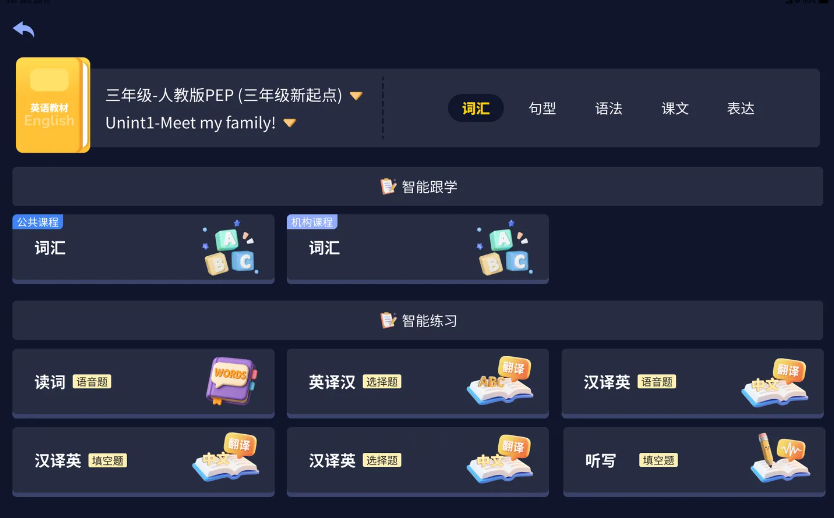 英语教材
English
三年级-人教版PEP (三年级新起点)
Unint1-Meet my family!
词汇 句型 语法 课文 表达
智能跟学
公共课程
词汇
机构课程
词汇
智能练习
读词 语音题
WORDS
英译汉 选择题
ABC 翻译
汉译英 语音题
中文 翻译
汉译英 填空题
中文 翻译
汉译英 选择题
中文 翻译
听写 填空题